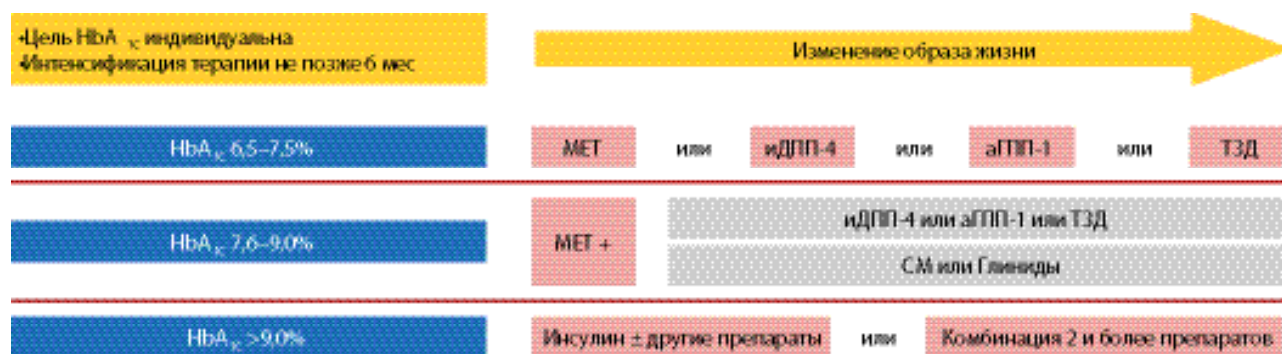 •Цель HbA1c индивидуальна
•Интенсификация терапии не позже 6 мес
Изменение образа жизни
HbA1c 6,5–7,5%
МЕТ или иДПП-4 или аГПП-1 или ТЗД
HbA1c 7,6–9,0%
МЕТ +
иДПП-4 или аГПП-1 или ТЗД
СМ или Глиниды
HbA1c >9,0%
Инсулин ± другие препараты или Комбинация 2 и более препаратов